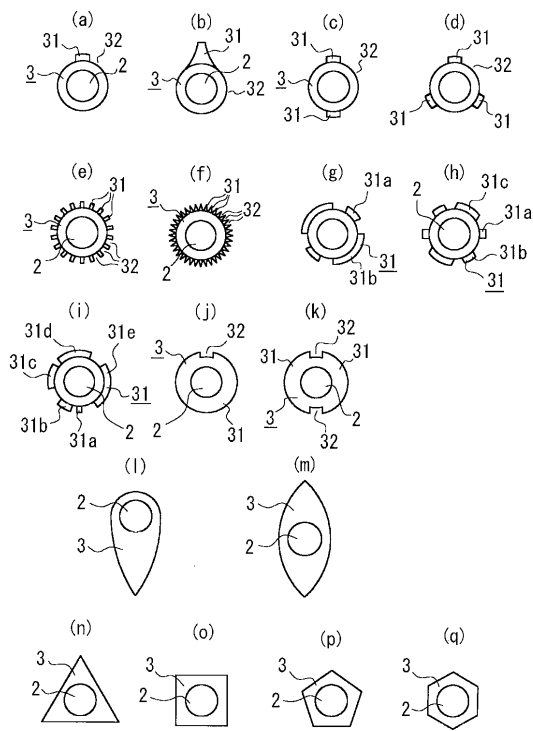 (a) (b) (c) (d)
31 32 31 31 31
3 2 3 2 32 3 32 32
31 31 31
(e) (f) (g) (h)
31 31 31a 2 31c
3 3 32 31a
2 32 2 31 31b 31b 31
(i) (j) (k)
31d 31e 3 32 31 32 31
31c 31
31b 31a 2 2 31 3 32 2
(l) (m)
2 3
3 2
(n) (o) (p) (q)
3 3 3 3
2 2 2 2